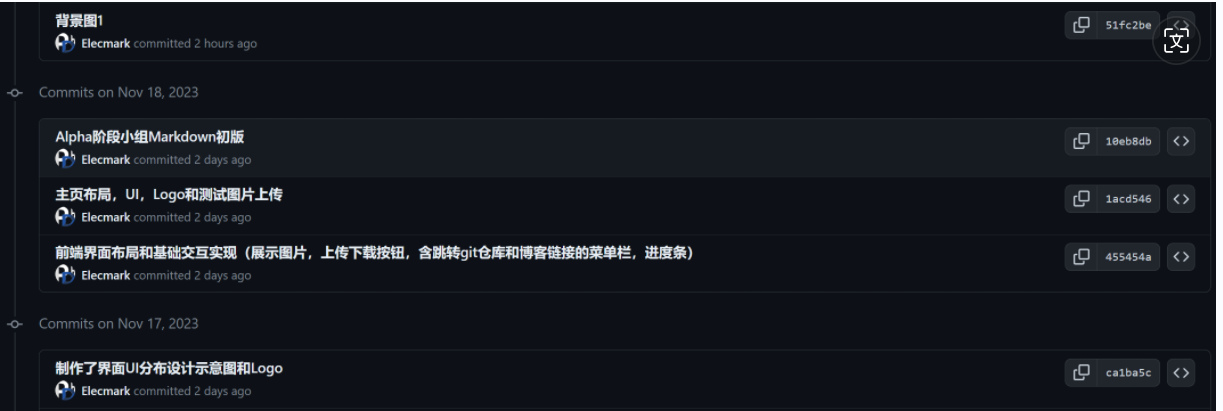 背景图1
51fc2be
Elecmark committed 2 hours ago
文
Commits on Nov 18, 2023
Alpha阶段小组Markdown初版
10eb8db
Elecmark committed 2 days ago
主页布局，UI，Logo和测试图片上传
1acd546
Elecmark committed 2 days ago
前端界面布局和基础交互实现（展示图片，上传下载按钮，含跳转git仓库和博客链接的菜单栏，进度条）
455454a
Elecmark committed 2 days ago
Commits on Nov 17, 2023
制作了界面UI分布设计示意图和Logo
ca1ba5c
Elecmark committed 2 days ago